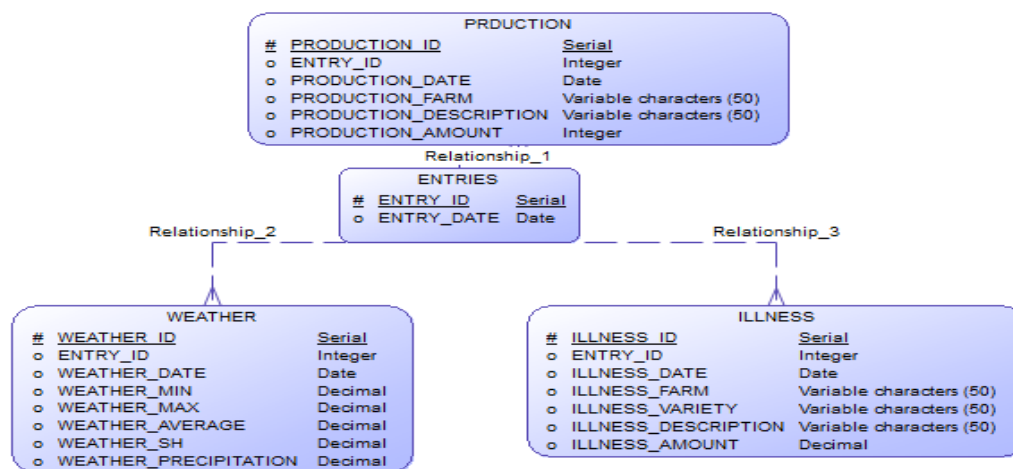 PRDUCTION
# PRODUCTION_ID Serial
o ENTRY_ID Integer
o PRODUCTION_DATE Date
o PRODUCTION_FARM Variable characters (50)
o PRODUCTION_DESCRIPTION Variable characters (50)
o PRODUCTION_AMOUNT Integer
Relationship_1
ENTRIES
# ENTRY_ID Serial
o ENTRY_DATE Date
Relationship_2
Relationship_3
WEATHER
# WEATHER_ID Serial
o ENTRY_ID Integer
o WEATHER_DATE Date
o WEATHER_MIN Decimal
o WEATHER_MAX Decimal
o WEATHER_AVERAGE Decimal
o WEATHER_SH Decimal
o WEATHER_PRECIPITATION Decimal
ILLNESS
# ILLNESS_ID Serial
o ENTRY_ID Integer
o ILLNESS_DATE Date
o ILLNESS_FARM Variable characters (50)
o ILLNESS_VARIETY Variable characters (50)
o ILLNESS_DESCRIPTION Variable characters (50)
o ILLNESS_AMOUNT Decimal